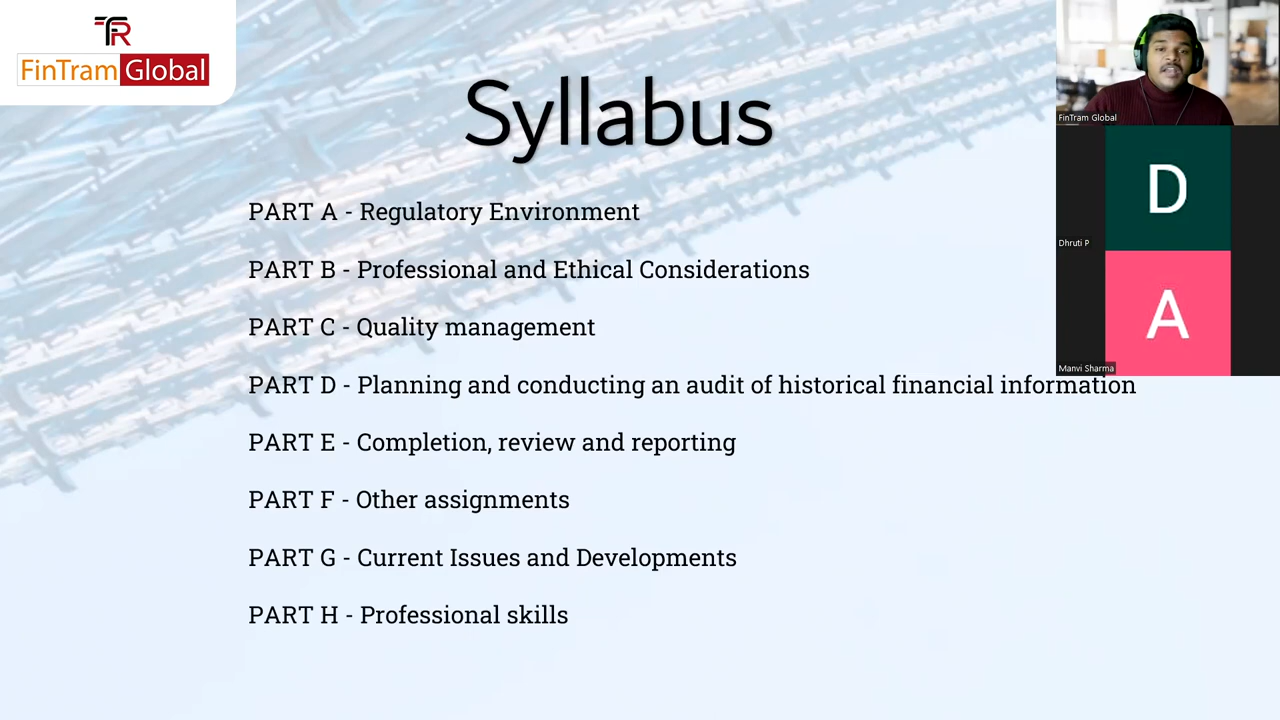 TR
FinTram Global
Syllabus
PART A - Regulatory Environment
PART B - Professional and Ethical Considerations
PART C - Quality management
PART D - Planning and conducting an audit of historical financial information
PART E - Completion, review and reporting
PART F - Other assignments
PART G - Current Issues and Developments
PART H - Professional skills
FinTram Global
D
Dhruti P
A
Manvi Sharma